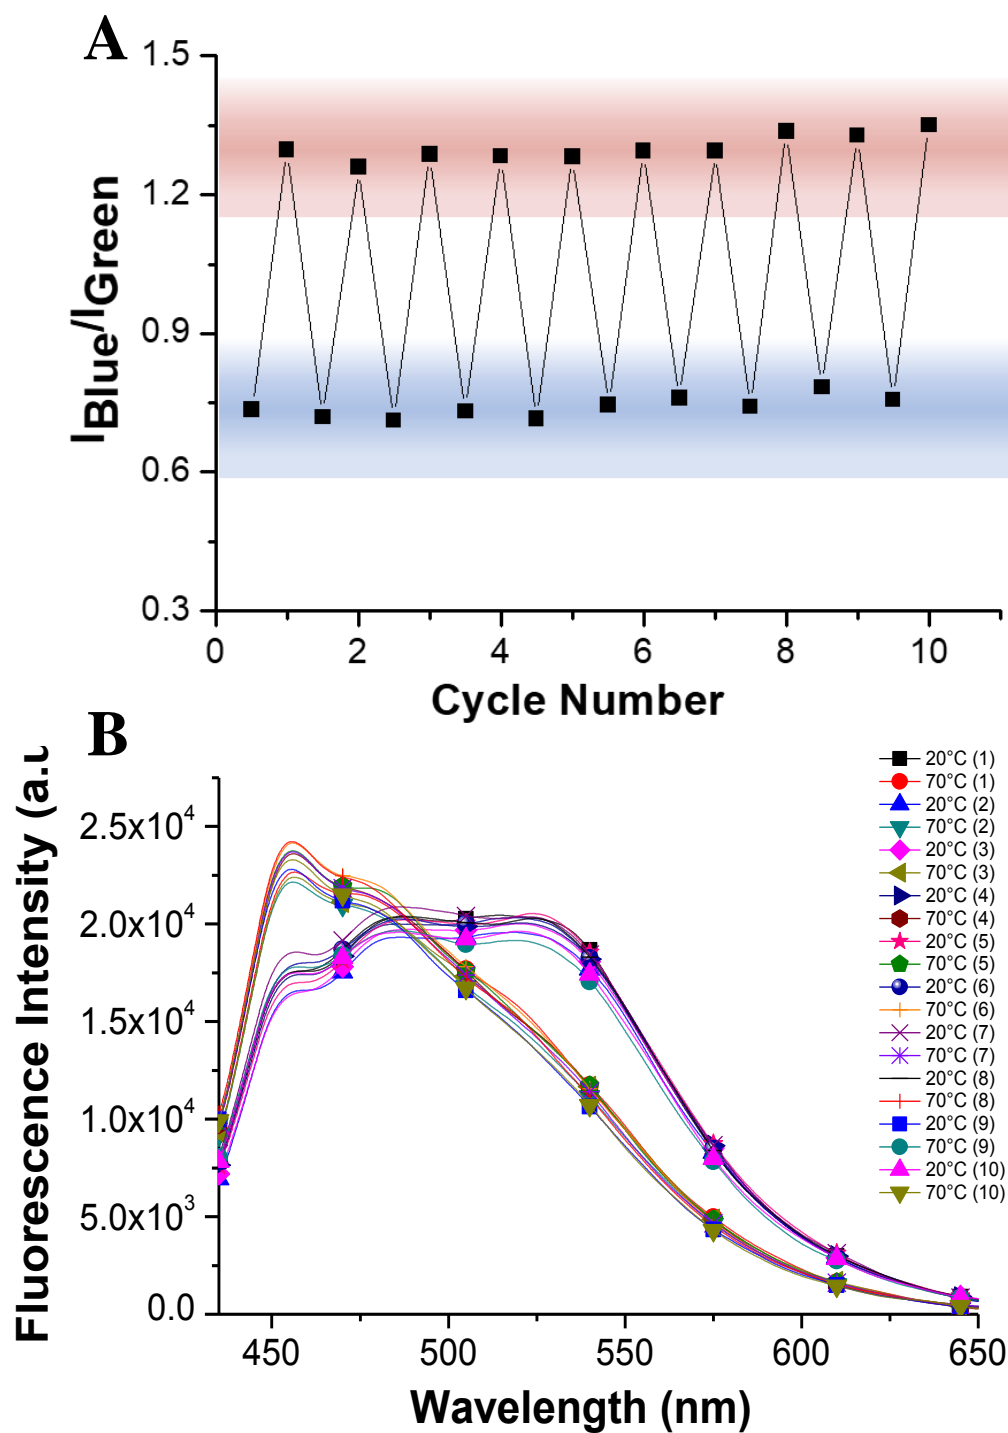 A
1.5
1.2
0.9
0.6
0.3
IBlue/IGreen
0 2 4 6 8 10
Cycle Number
B
Fluorescence Intensity (a.u
2.5x10⁴
2.0x10⁴
1.5x10⁴
1.0x10⁴
5.0x10³
0.0
450 500 550 600 650
Wavelength (nm)
20°C (1)
70°C (1)
20°C (2)
70°C (2)
20°C (3)
70°C (3)
20°C (4)
70°C (4)
20°C (5)
70°C (5)
20°C (6)
70°C (6)
20°C (7)
70°C (7)
20°C (8)
70°C (8)
20°C (9)
70°C (9)
20°C (10)
70°C (10)